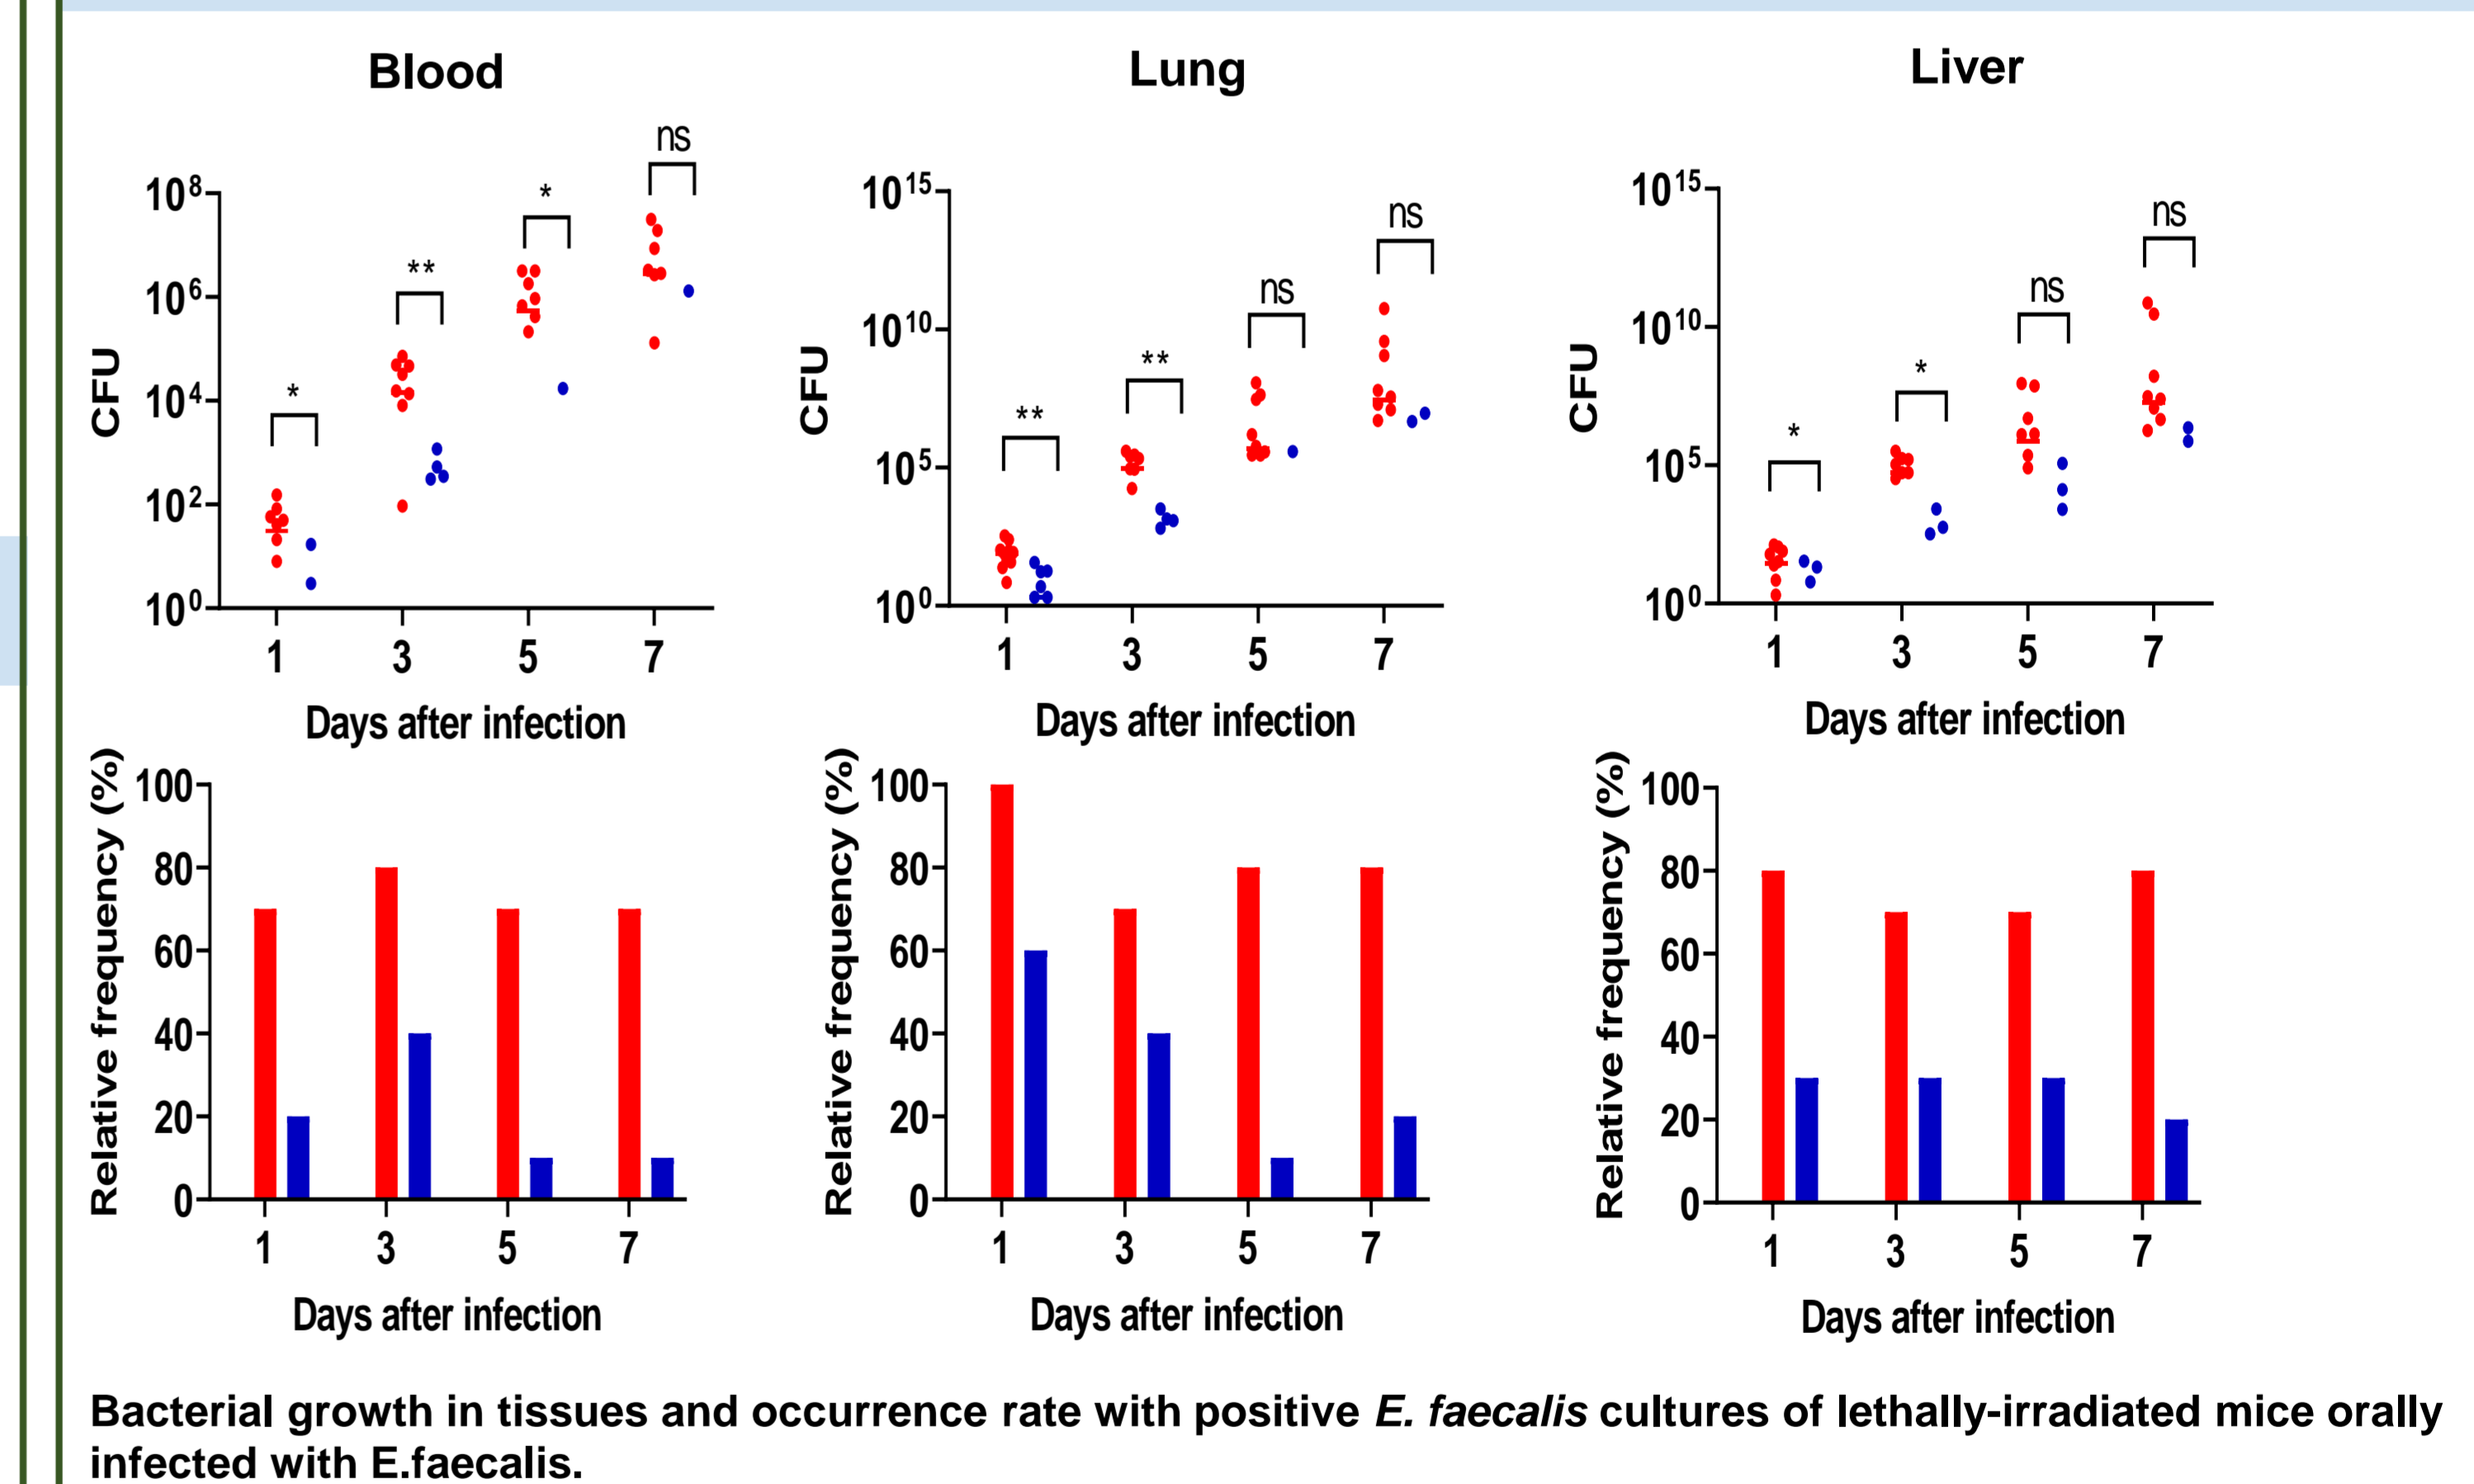 Blood
Lung
Liver
ns
*
**
*
10⁸
10⁶
10⁴
10²
10⁰
CFU
1 3 5 7
Days after infection
ns
ns
**
**
10¹⁵
10¹⁰
10⁵
10⁰
CFU
1 3 5 7
Days after infection
ns
ns
*
*
10¹⁵
10¹⁰
10⁵
10⁰
CFU
1 3 5 7
Days after infection
Relative frequency (%)
100
80
60
40
20
0
1 3 5 7
Days after infection
Relative frequency (%)
100
80
60
40
20
0
1 3 5 7
Days after infection
Relative frequency (%)
100
80
60
40
20
0
1 3 5 7
Days after infection
Bacterial growth in tissues and occurrence rate with positive E. faecalis cultures of lethally-irradiated mice orally
infected with E.faecalis.